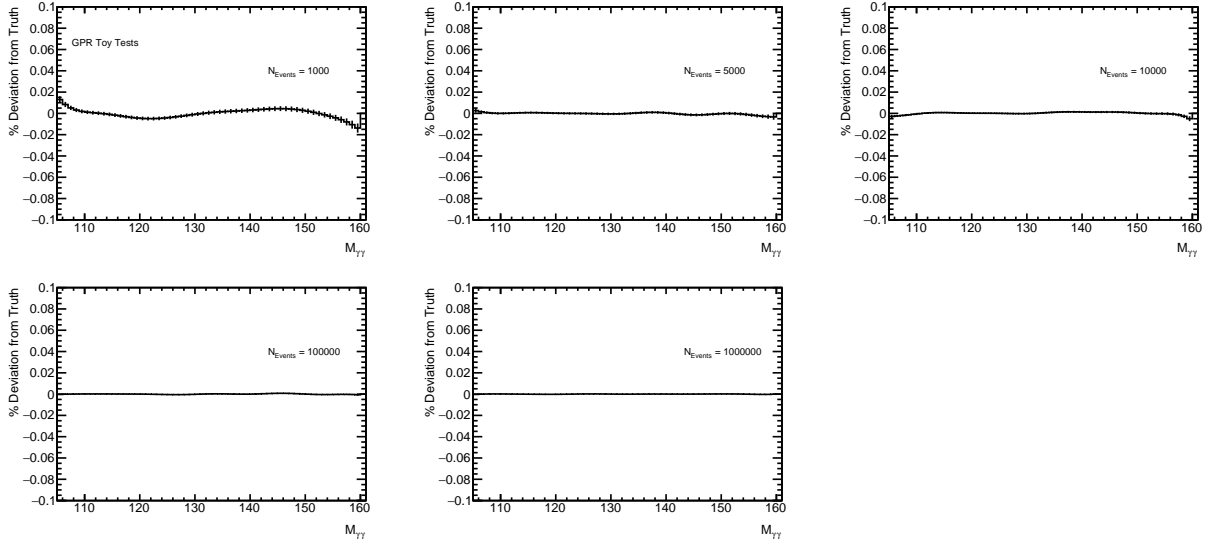 % Deviation from Truth
0.1
0.08
0.06
0.04
0.02
0
−0.02
−0.04
−0.06
−0.08
−0.1
GPR Toy Tests
N_Events = 1000
110 120 130 140 150 160
M_γγ
% Deviation from Truth
0.1
0.08
0.06
0.04
0.02
0
−0.02
−0.04
−0.06
−0.08
−0.1
N_Events = 5000
110 120 130 140 150 160
M_γγ
% Deviation from Truth
0.1
0.08
0.06
0.04
0.02
0
−0.02
−0.04
−0.06
−0.08
−0.1
N_Events = 10000
110 120 130 140 150 160
M_γγ
% Deviation from Truth
0.1
0.08
0.06
0.04
0.02
0
−0.02
−0.04
−0.06
−0.08
−0.1
N_Events = 100000
110 120 130 140 150 160
M_γγ
% Deviation from Truth
0.1
0.08
0.06
0.04
0.02
0
−0.02
−0.04
−0.06
−0.08
−0.1
N_Events = 1000000
110 120 130 140 150 160
M_γγ